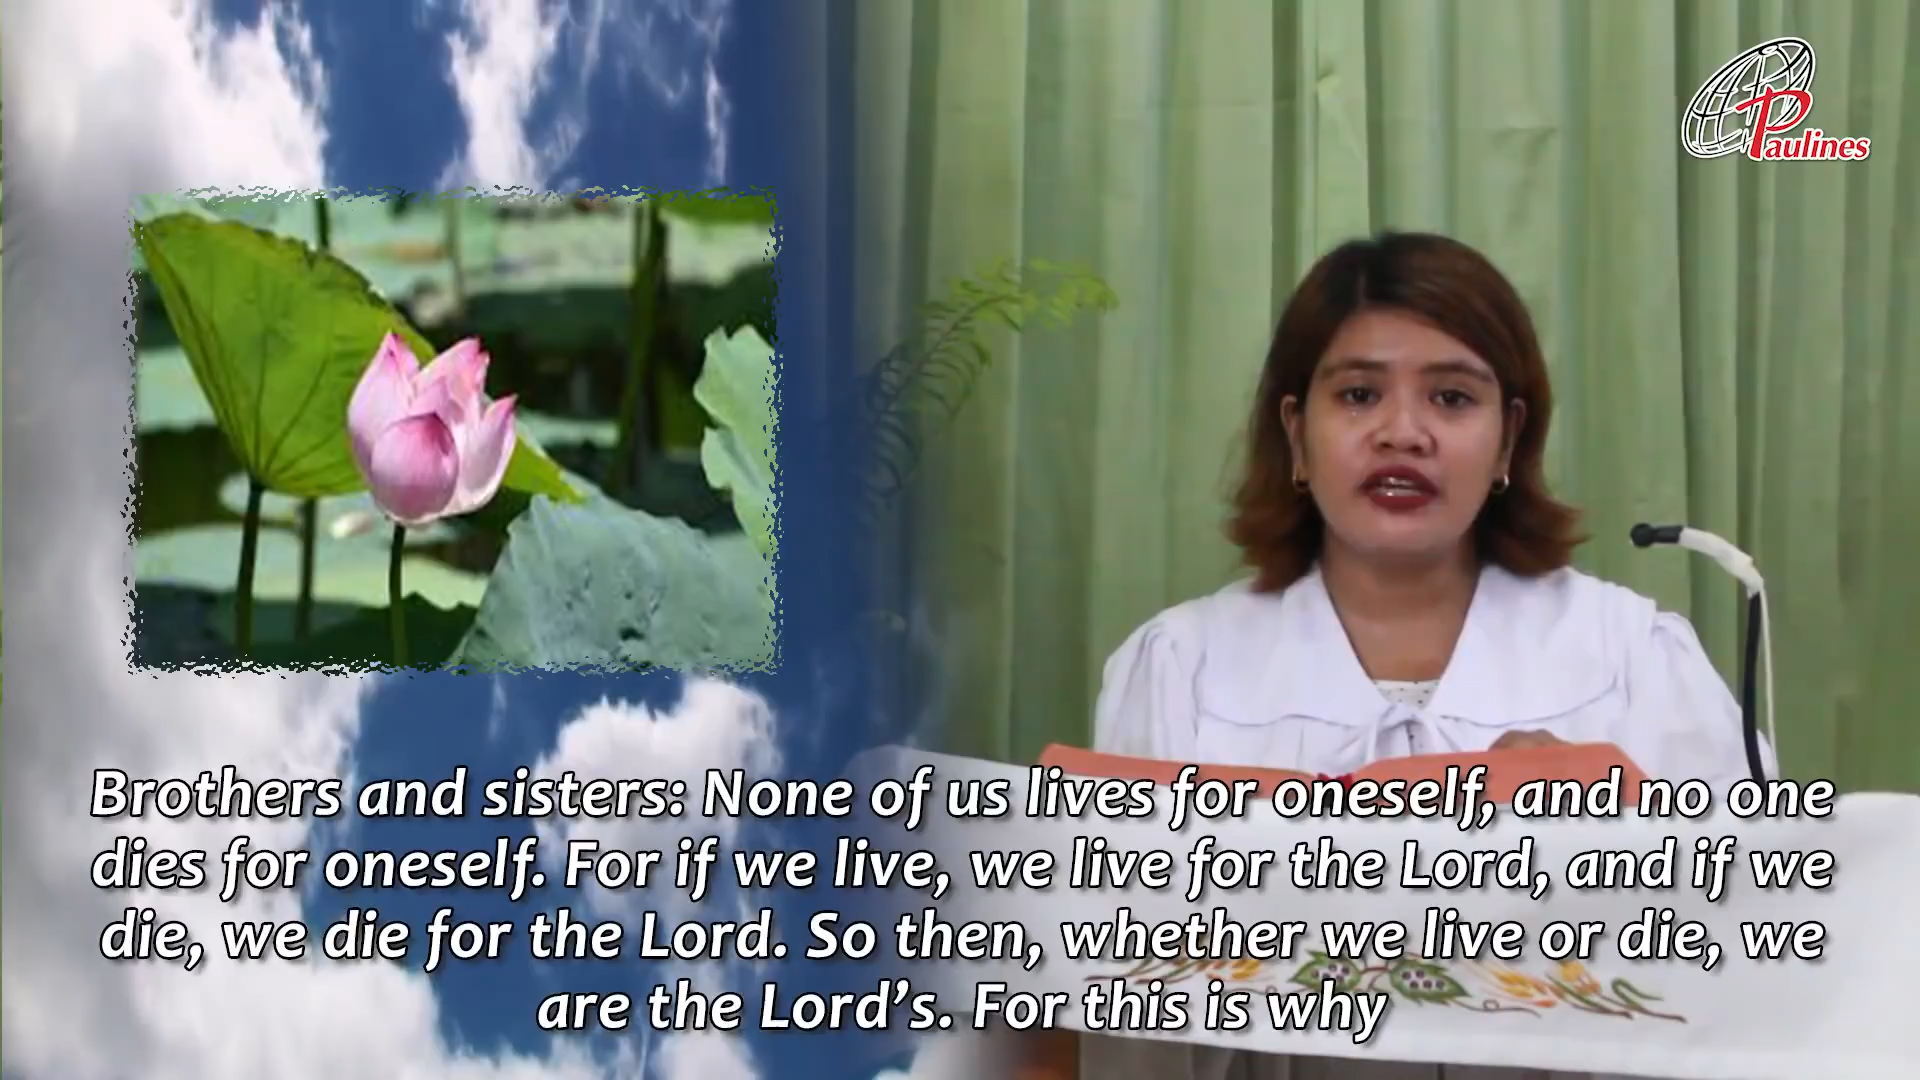 Paulines
Brothers and sisters: None of us lives for oneself, and no one
dies for oneself. For if we live, we live for the Lord, and if we
die, we die for the Lord. So then, whether we live or die, we
are the Lord’s. For this is why